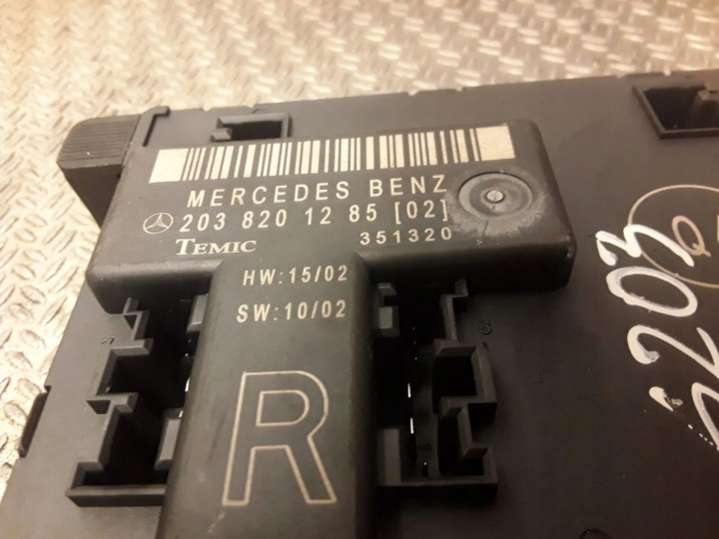 MERCEDES BENZ
203 820 12 85 [02]
TEMIC 351320
HW:15/02
SW:10/02
R
203